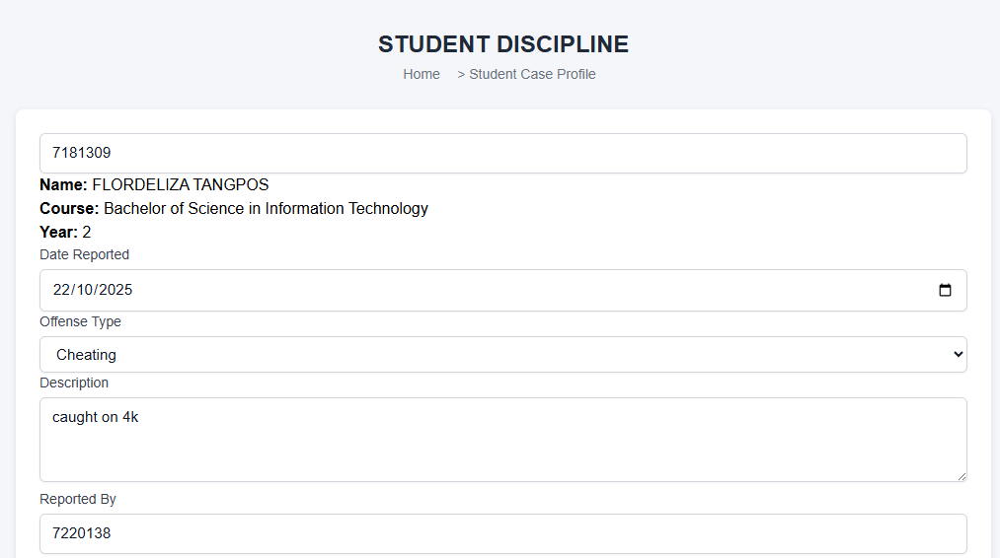 STUDENT DISCIPLINE
Home > Student Case Profile
7181309
Name: FLORDELIZA TANGPOS
Course: Bachelor of Science in Information Technology
Year: 2
Date Reported
22/10/2025
Offense Type
Cheating
Description
caught on 4k
Reported By
7220138